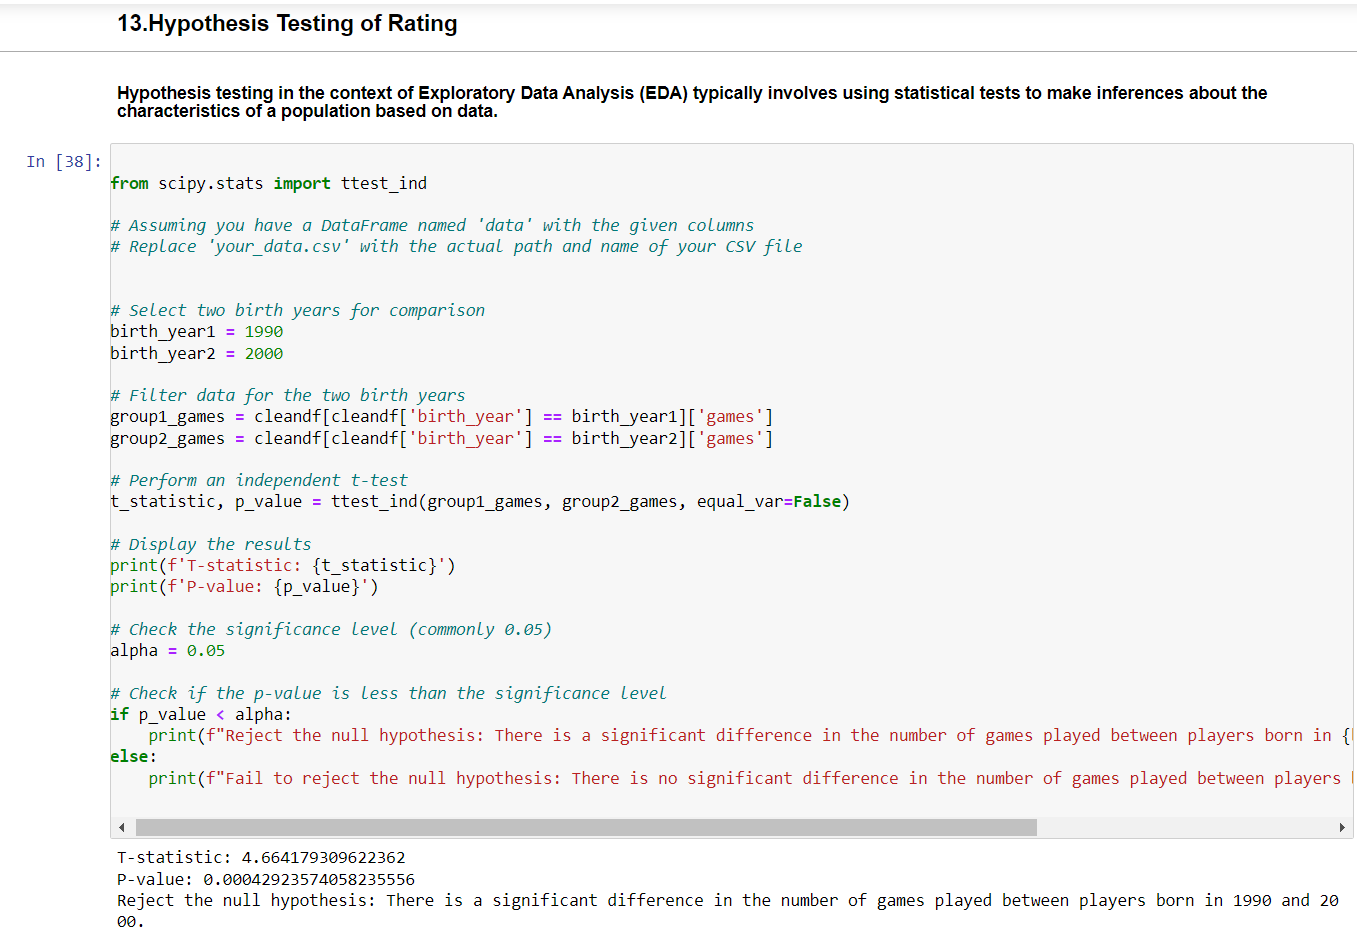 13.Hypothesis Testing of Rating
Hypothesis testing in the context of Exploratory Data Analysis (EDA) typically involves using statistical tests to make inferences about the
characteristics of a population based on data.
In [38]:
from scipy.stats import ttest_ind
# Assuming you have a DataFrame named 'data' with the given columns
# Replace 'your_data.csv' with the actual path and name of your CSV file
# Select two birth years for comparison
birth_year1 = 1990
birth_year2 = 2000
# Filter data for the two birth years
group1_games = cleandf[cleandf['birth_year'] == birth_year1]['games']
group2_games = cleandf[cleandf['birth_year'] == birth_year2]['games']
# Perform an independent t-test
t_statistic, p_value = ttest_ind(group1_games, group2_games, equal_var=False)
# Display the results
print(f'T-statistic: {t_statistic}')
print(f'P-value: {p_value}')
# Check the significance level (commonly 0.05)
alpha = 0.05
# Check if the p-value is less than the significance level
if p_value < alpha:
    print(f"Reject the null hypothesis: There is a significant difference in the number of games played between players born in {
else:
    print(f"Fail to reject the null hypothesis: There is no significant difference in the number of games played between players
T-statistic: 4.664179309622362
P-value: 0.00042923574058235556
Reject the null hypothesis: There is a significant difference in the number of games played between players born in 1990 and 20
00.